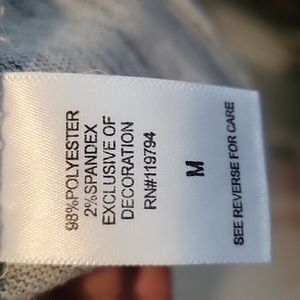 98%POLYESTER
2%SPANDEX
EXCLUSIVE OF
DECORATION
RN#119794
M
SEE REVERSE FOR CARE